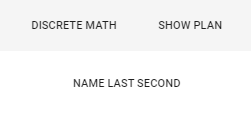 DISCRETE MATH SHOW PLAN
NAME LAST SECOND